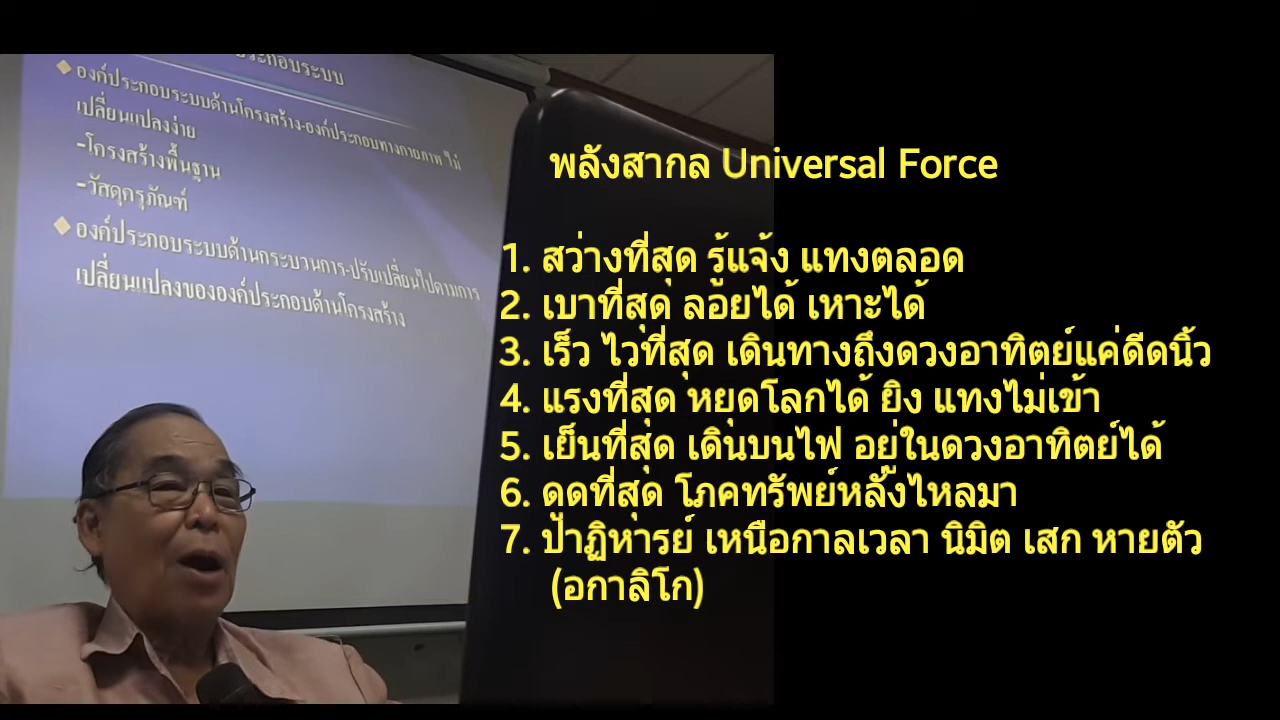 ประกอบระบบ
องค์ประกอบระบบด้านโครงสร้าง-องค์ประกอบทางกายภาพ ไม่
เปลี่ยนแปลงง่าย
-โครงสร้างพื้นฐาน
-วัสดุครุภัณฑ์
องค์ประกอบระบบด้านกระบวนการ-ปรับเปลี่ยนไปตามการ
เปลี่ยนแปลงขององค์ประกอบด้านโครงสร้าง
พลังสากล Universal Force
1. สว่างที่สุด รู้แจ้ง แทงตลอด
2. เบาที่สุด ลอยได้ เหาะได้
3. เร็ว ไวที่สุด เดินทางถึงดวงอาทิตย์แค่ดีดนิ้ว
4. แรงที่สุด หยุดโลกได้ ยิง แทงไม่เข้า
5. เย็นที่สุด เดินบนไฟ อยู่ในดวงอาทิตย์ได้
6. ดูดที่สุด โภคทรัพย์หลั่งไหลมา
7. ปาฏิหารย์ เหนือกาลเวลา นิมิต เสก หายตัว
(อกาลิโก)